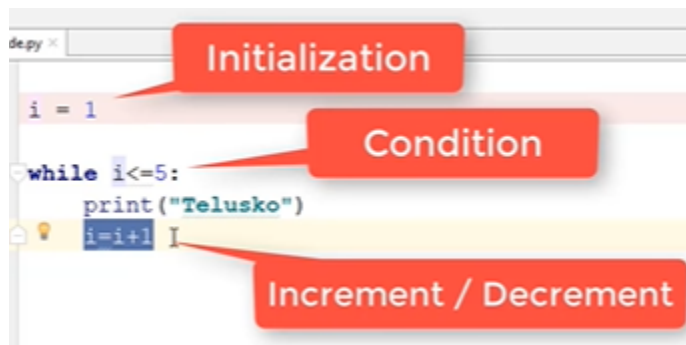 de.py
Initialization
i = 1
Condition
while i<=5:
print("Telusko")
i=i+1
Increment / Decrement